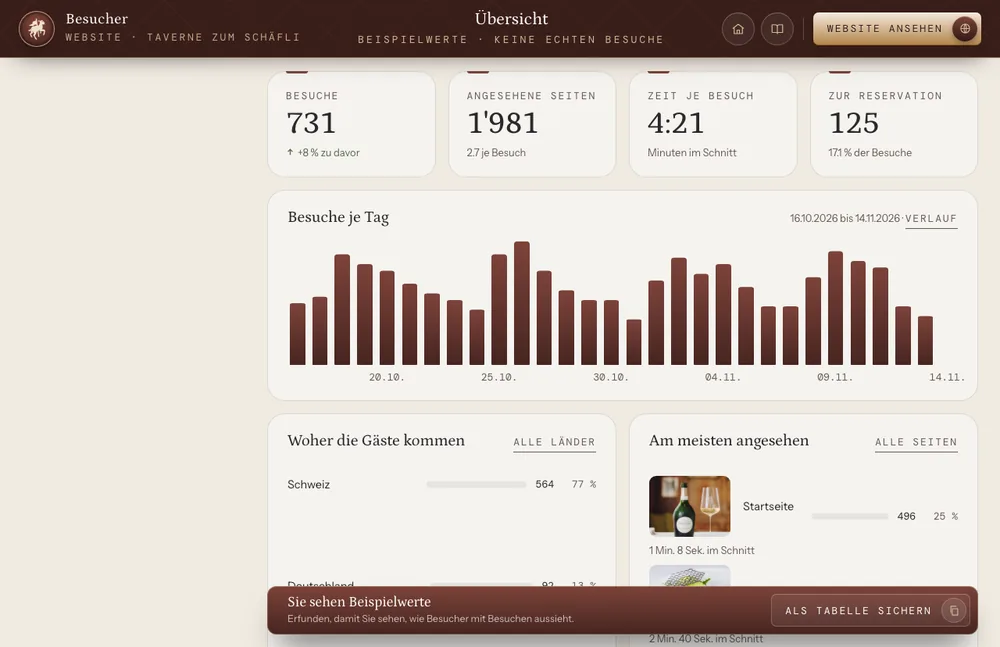 Besucher
WEBSITE · TAVERNE ZUM SCHÄFLI
Übersicht
BEISPIELWERTE · KEINE ECHTEN BESUCHE
WEBSITE ANSEHEN
BESUCHE
731
↑ +8 % zu davor
ANGESEHENE SEITEN
1'981
2.7 je Besuch
ZEIT JE BESUCH
4:21
Minuten im Schnitt
ZUR RESERVATION
125
17.1 % der Besuche
Besuche je Tag
16.10.2026 bis 14.11.2026 · VERLAUF
20.10. 25.10. 30.10. 04.11. 09.11. 14.11.
Woher die Gäste kommen
ALLE LÄNDER
Schweiz 564 77 %
Deutschland 92 13 %
Am meisten angesehen
ALLE SEITEN
Startseite 496 25 %
1 Min. 8 Sek. im Schnitt
Sie sehen Beispielwerte
Erfunden, damit Sie sehen, wie Besucher mit Besuchen aussieht.
ALS TABELLE SICHERN
2 Min. 40 Sek. im Schnitt